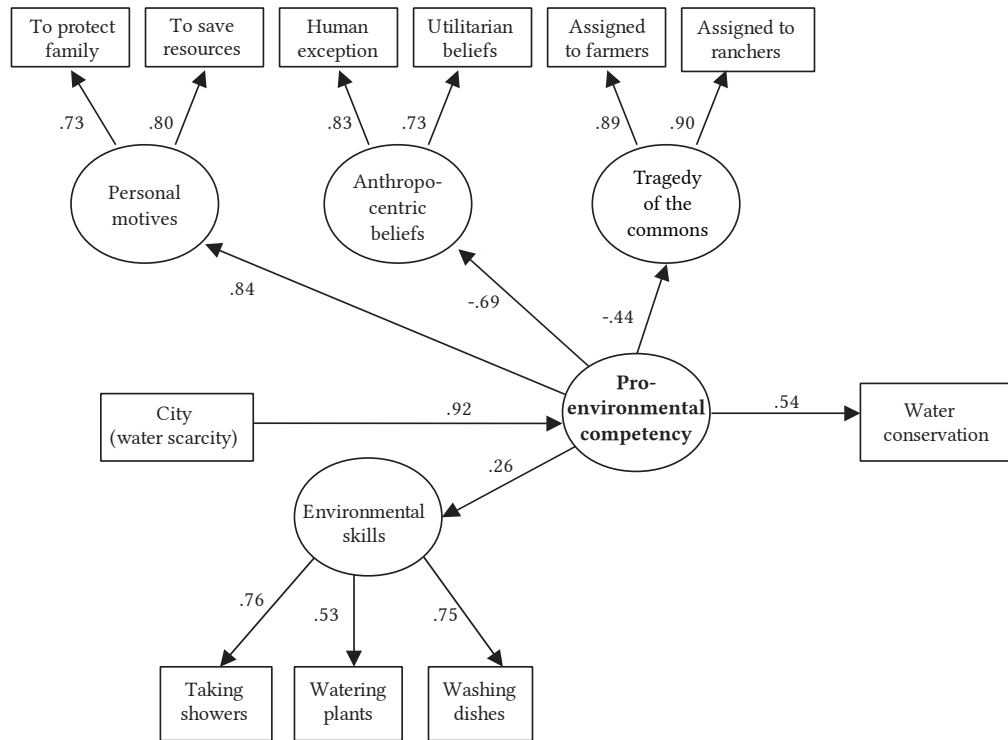 To protect
family
To save
resources
Human
exception
Utilitarian
beliefs
Assigned
to farmers
Assigned to
ranchers
.73
.80
.83
.73
.89
.90
Personal
motives
Anthropo-
centric
beliefs
Tragedy
of the
commons
.84
-.69
-.44
City
(water scarcity)
.92
Pro-
environmental
competency
.54
Water
conservation
.26
Environmental
skills
.76
.53
.75
Taking
showers
Watering
plants
Washing
dishes